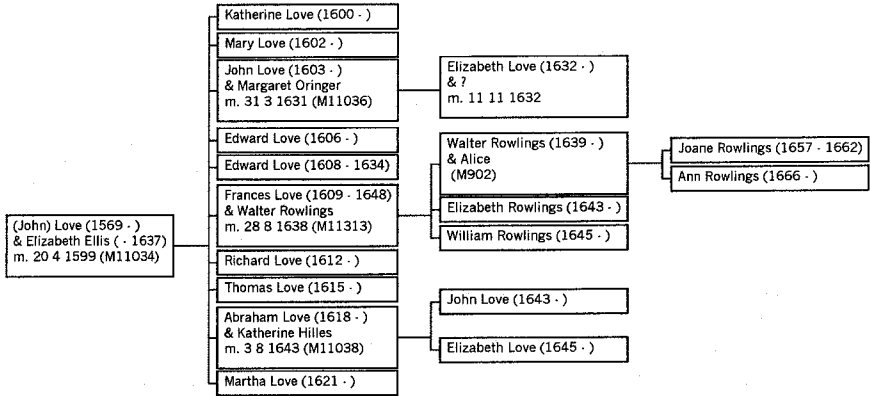 (John) Love (1569 - )
& Elizabeth Ellis ( - 1637)
m. 20 4 1599 (M11034)
Katherine Love (1600 - )
Mary Love (1602 - )
John Love (1603 - )
& Margaret Oringer
m. 31 3 1631 (M11036)
Edward Love (1606 - )
Edward Love (1608 - 1634)
Frances Love (1609 - 1648)
& Walter Rowlings
m. 28 8 1638 (M11313)
Richard Love (1612 - )
Thomas Love (1615 - )
Abraham Love (1618 - )
& Katherine Hilles
m. 3 8 1643 (M11038)
Martha Love (1621 - )
Elizabeth Love (1632 - )
& ?
m. 11 11 1632
Walter Rowlings (1639 - )
& Alice
(M902)
Elizabeth Rowlings (1643 - )
William Rowlings (1645 - )
John Love (1643 - )
Elizabeth Love (1645 - )
Joane Rowlings (1657 - 1662)
Ann Rowlings (1666 - )